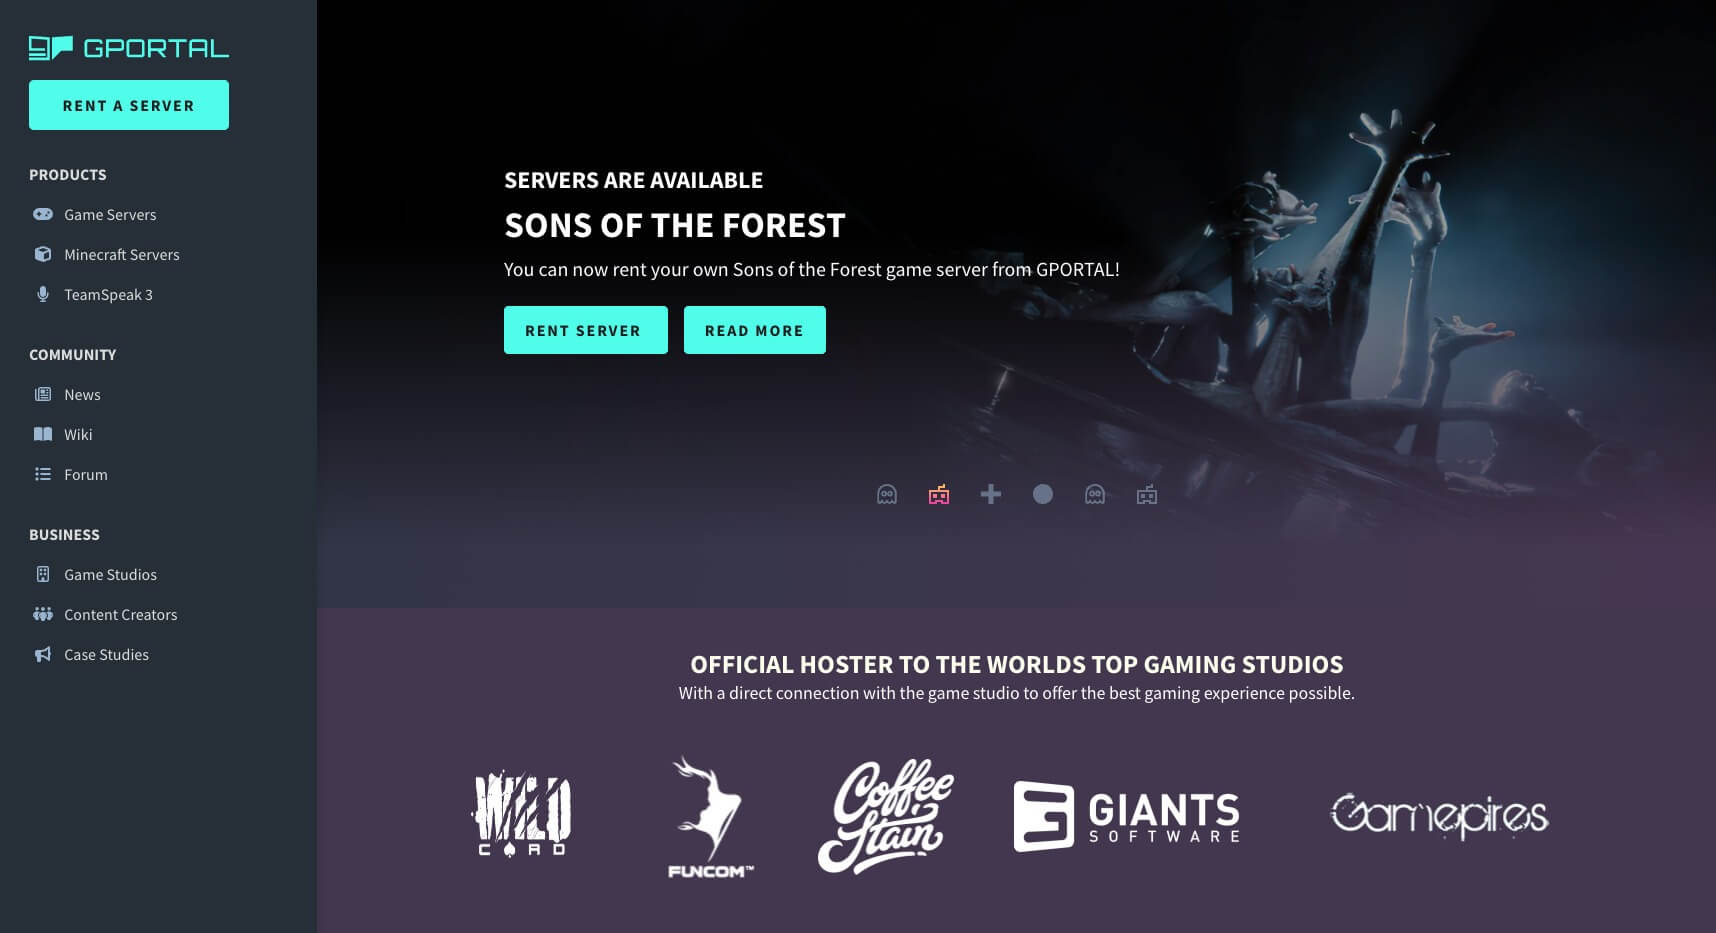 GPORTAL
RENT A SERVER
PRODUCTS
Game Servers
Minecraft Servers
TeamSpeak 3
COMMUNITY
News
Wiki
Forum
BUSINESS
Game Studios
Content Creators
Case Studies
SERVERS ARE AVAILABLE
SONS OF THE FOREST
You can now rent your own Sons of the Forest game server from GPORTAL!
RENT SERVER
READ MORE
OFFICIAL HOSTER TO THE WORLDS TOP GAMING STUDIOS
With a direct connection with the game studio to offer the best gaming experience possible.
WILD
CARD
FUNCOM™
Coffee
Stain
GIANTS
SOFTWARE
Gamepires